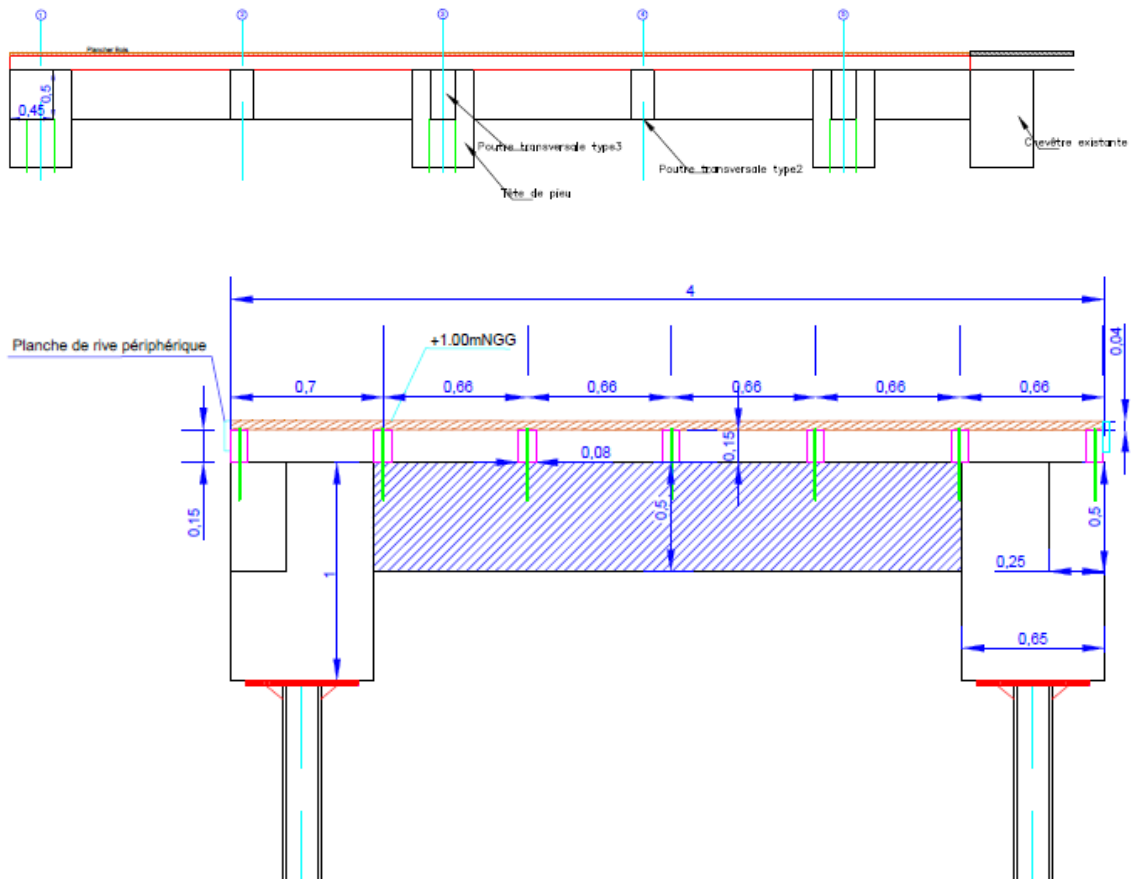 1 2 3 4 5
Plancher Bois
0,5
0,45
Poutre transversale type3
Chevêtre existante
Poutre transversale type2
Tête de pieu
4
0,04
+1.00mNGG
Planche de rive périphérique
0,7 0,66 0,66 0,66 0,66 0,66
0,15
0,08
0,15
0,5
0,5
1
0,25
0,65